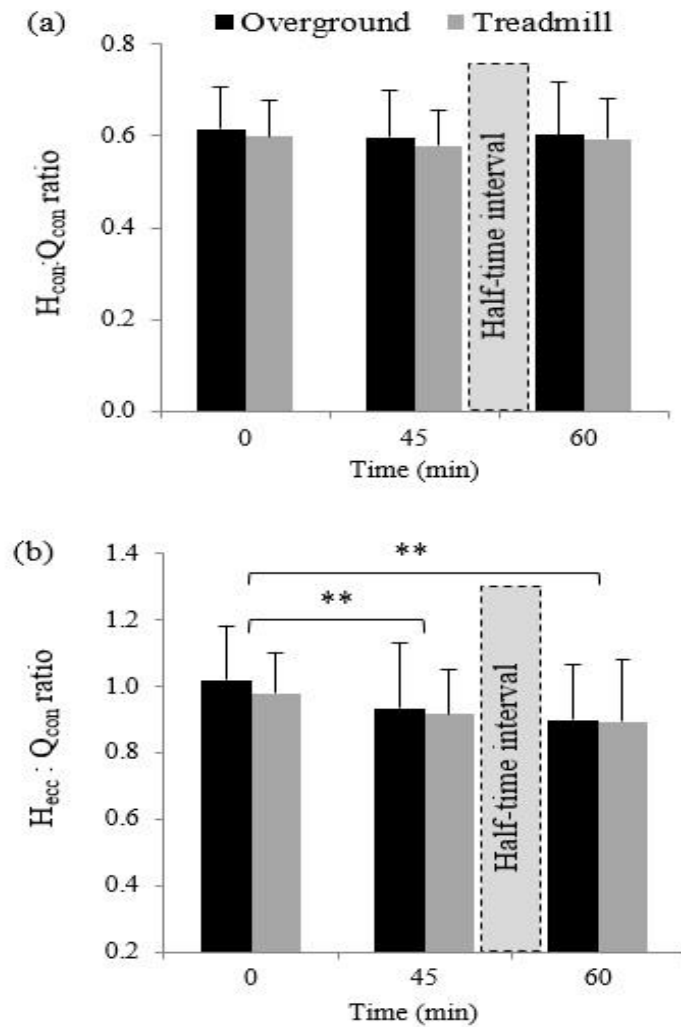 (a) Overground Treadmill
0.8
0.6
0.4
0.2
0.0
Hcon:Qcon ratio
Half-time interval
0 45 60
Time (min)
(b)
1.4
1.2
1.0
0.8
0.6
0.4
0.2
Hecc : Qcon ratio
**
**
Half-time interval
0 45 60
Time (min)